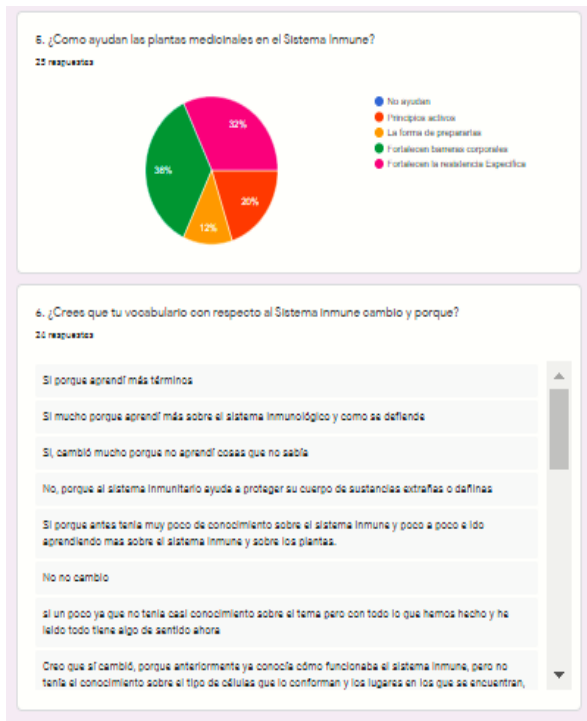 5. ¿Como ayudan las plantas medicinales en el Sistema Inmune?
25 respuestas
No ayudan
Principios activos
La forma de prepararlas
Fortalecen barreras corporales
Fortalecen la resistencia Específica
32%
36%
20%
12%
6. ¿Crees que tu vocabulario con respecto al Sistema inmune cambio y porque?
24 respuestas
Si porque aprendí más términos
Si mucho porque aprendí más sobre el sistema inmunológico y como se defiende
Si, cambió mucho porque no aprendí cosas que no sabía
No, porque al sistema inmunitario ayuda a proteger su cuerpo de sustancias extrañas o dañinas
Si porque antes tenia muy poco de conocimiento sobre el sistema inmune y poco a poco e ido
aprendiendo mas sobre el sistema inmune y sobre los plantas.
No no cambio
si un poco ya que no tenia casi conocimiento sobre el tema pero con todo lo que hemos hecho y he
leido todo tiene algo de sentido ahora
Creo que sí cambió, porque anteriormente ya conocía cómo funcionaba el sistema inmune, pero no
tenía el conocimiento sobre el tipo de células que lo conforman y los lugares en los que se encuentran,